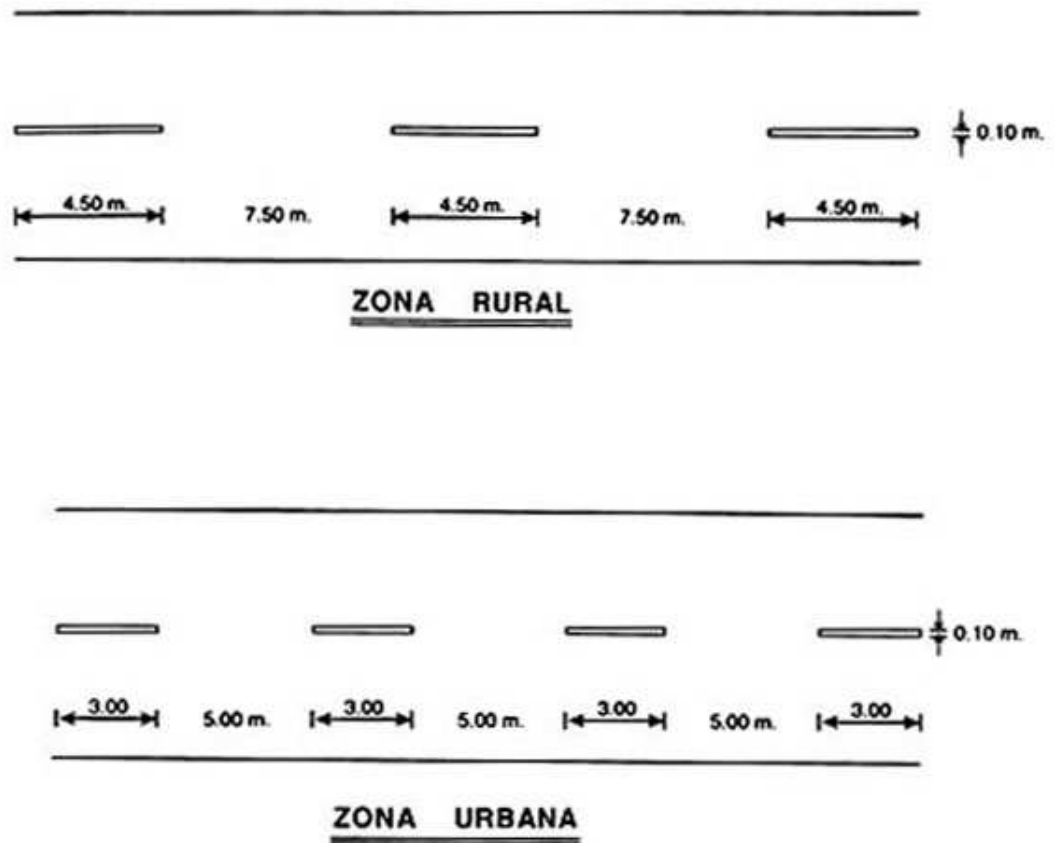 0.10 m.
4.50 m. 7.50 m. 4.50 m. 7.50 m. 4.50 m.
ZONA RURAL
0.10 m.
3.00 5.00 m. 3.00 5.00 m. 3.00 5.00 m. 3.00
ZONA URBANA